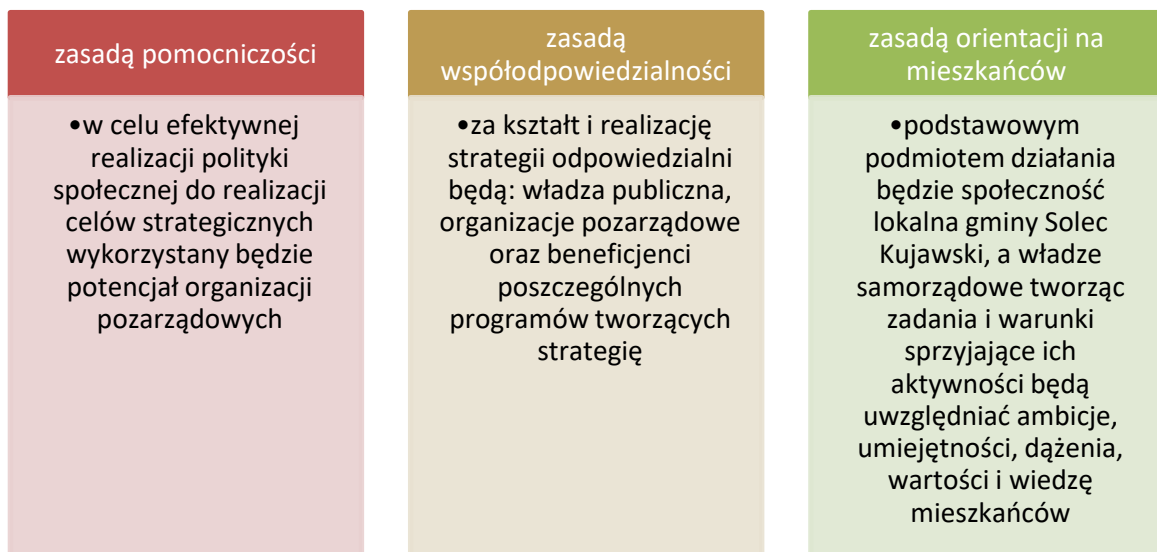 zasadą pomocniczości
•w celu efektywnej
realizacji polityki
społecznej do realizacji
celów strategicznych
wykorzystany będzie
potencjał organizacji
pozarządowych
zasadą
współodpowiedzialności
•za kształt i realizację
strategii odpowiedzialni
będą: władza publiczna,
organizacje pozarządowe
oraz beneficjenci
poszczególnych
programów tworzących
strategię
zasadą orientacji na
mieszkańców
•podstawowym
podmiotem działania
będzie społeczność
lokalna gminy Solec
Kujawski, a władze
samorządowe tworząc
zadania i warunki
sprzyjające ich
aktywności będą
uwzględniać ambicje,
umiejętności, dążenia,
wartości i wiedzę
mieszkańców